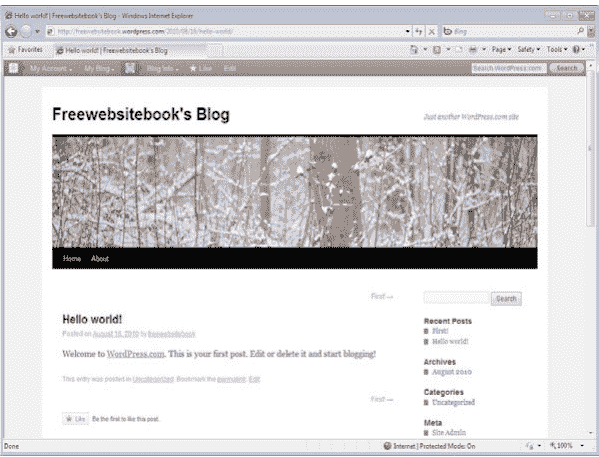 Hello world! | Freewebsitebook's Blog - Windows Internet Explorer
http://freewebsitebook.wordpress.com/2010/08/16/hello-world/
Bing
Favorites Hello world! | Freewebsitebook's Blog Page Safety Tools
My Account My Blog Blog Info Like Edit Search WordPress.com Search
Freewebsitebook's Blog
Just another WordPress.com site
Home About
First →
Search
Hello world!
Posted on August 16, 2010 by freewebsitebook
Welcome to WordPress.com. This is your first post. Edit or delete it and start blogging!
This entry was posted in Uncategorized. Bookmark the permalink. Edit
First →
Like Be the first to like this post.
Recent Posts
First!
Hello world!
Archives
August 2010
Categories
Uncategorized
Meta
Site Admin
Done Internet | Protected Mode: On 100%